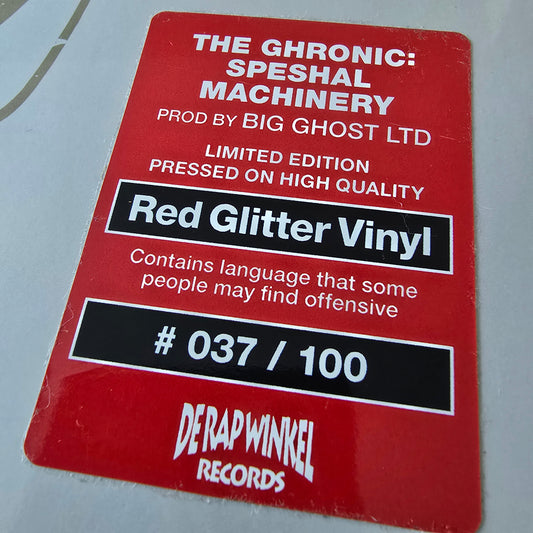 THE GHRONIC:
SPESHAL
MACHINERY
PROD BY BIG GHOST LTD
LIMITED EDITION
PRESSED ON HIGH QUALITY
Red Glitter Vinyl
Contains language that some
people may find offensive
# 037 / 100
DE RAP WINKEL
RECORDS